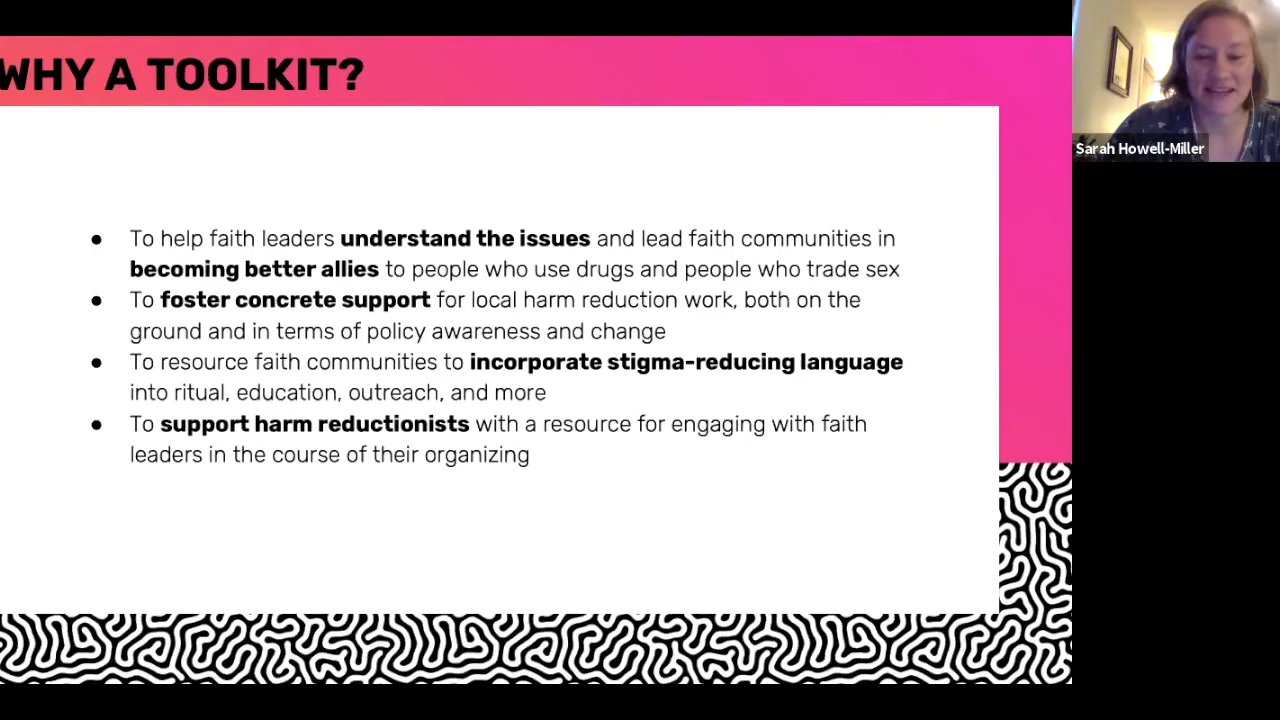 WHY A TOOLKIT?
Sarah Howell-Miller
● To help faith leaders understand the issues and lead faith communities in
becoming better allies to people who use drugs and people who trade sex
● To foster concrete support for local harm reduction work, both on the
ground and in terms of policy awareness and change
● To resource faith communities to incorporate stigma-reducing language
into ritual, education, outreach, and more
● To support harm reductionists with a resource for engaging with faith
leaders in the course of their organizing